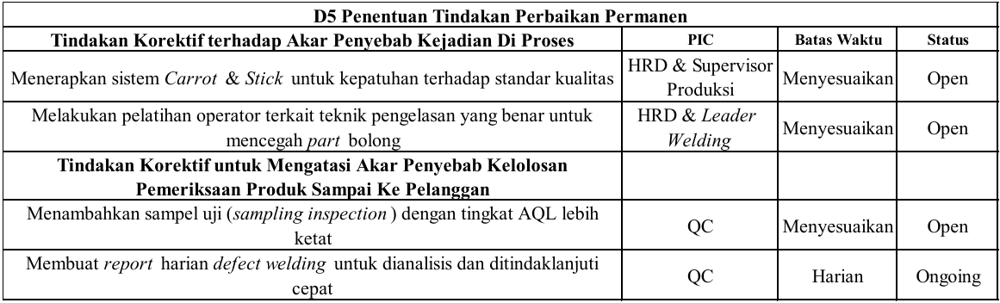 D5 Penentuan Tindakan Perbaikan Permanen
Tindakan Korektif terhadap Akar Penyebab Kejadian Di Proses PIC Batas Waktu Status
Menerapkan sistem Carrot & Stick untuk kepatuhan terhadap standar kualitas
HRD & Supervisor
Produksi
Menyesuaikan
Open
Melakukan pelatihan operator terkait teknik pengelasan yang benar untuk
mencegah part bolong
HRD & Leader
Welding
Menyesuaikan
Open
Tindakan Korektif untuk Mengatasi Akar Penyebab Kelolosan
Pemeriksaan Produk Sampai Ke Pelanggan
Menambahkan sampel uji (sampling inspection ) dengan tingkat AQL lebih
ketat
QC
Menyesuaikan
Open
Membuat report harian defect welding untuk dianalisis dan ditindaklanjuti
cepat
QC
Harian
Ongoing